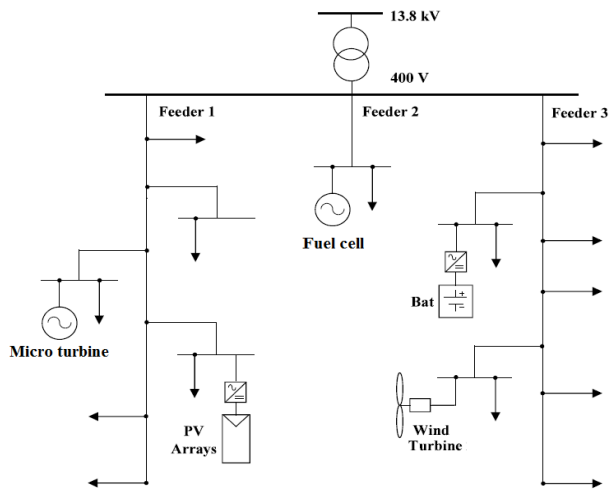 13.8 kV
400 V
Feeder 1
Feeder 2
Feeder 3
Fuel cell
Bat
Micro turbine
PV
Arrays
Wind
Turbine